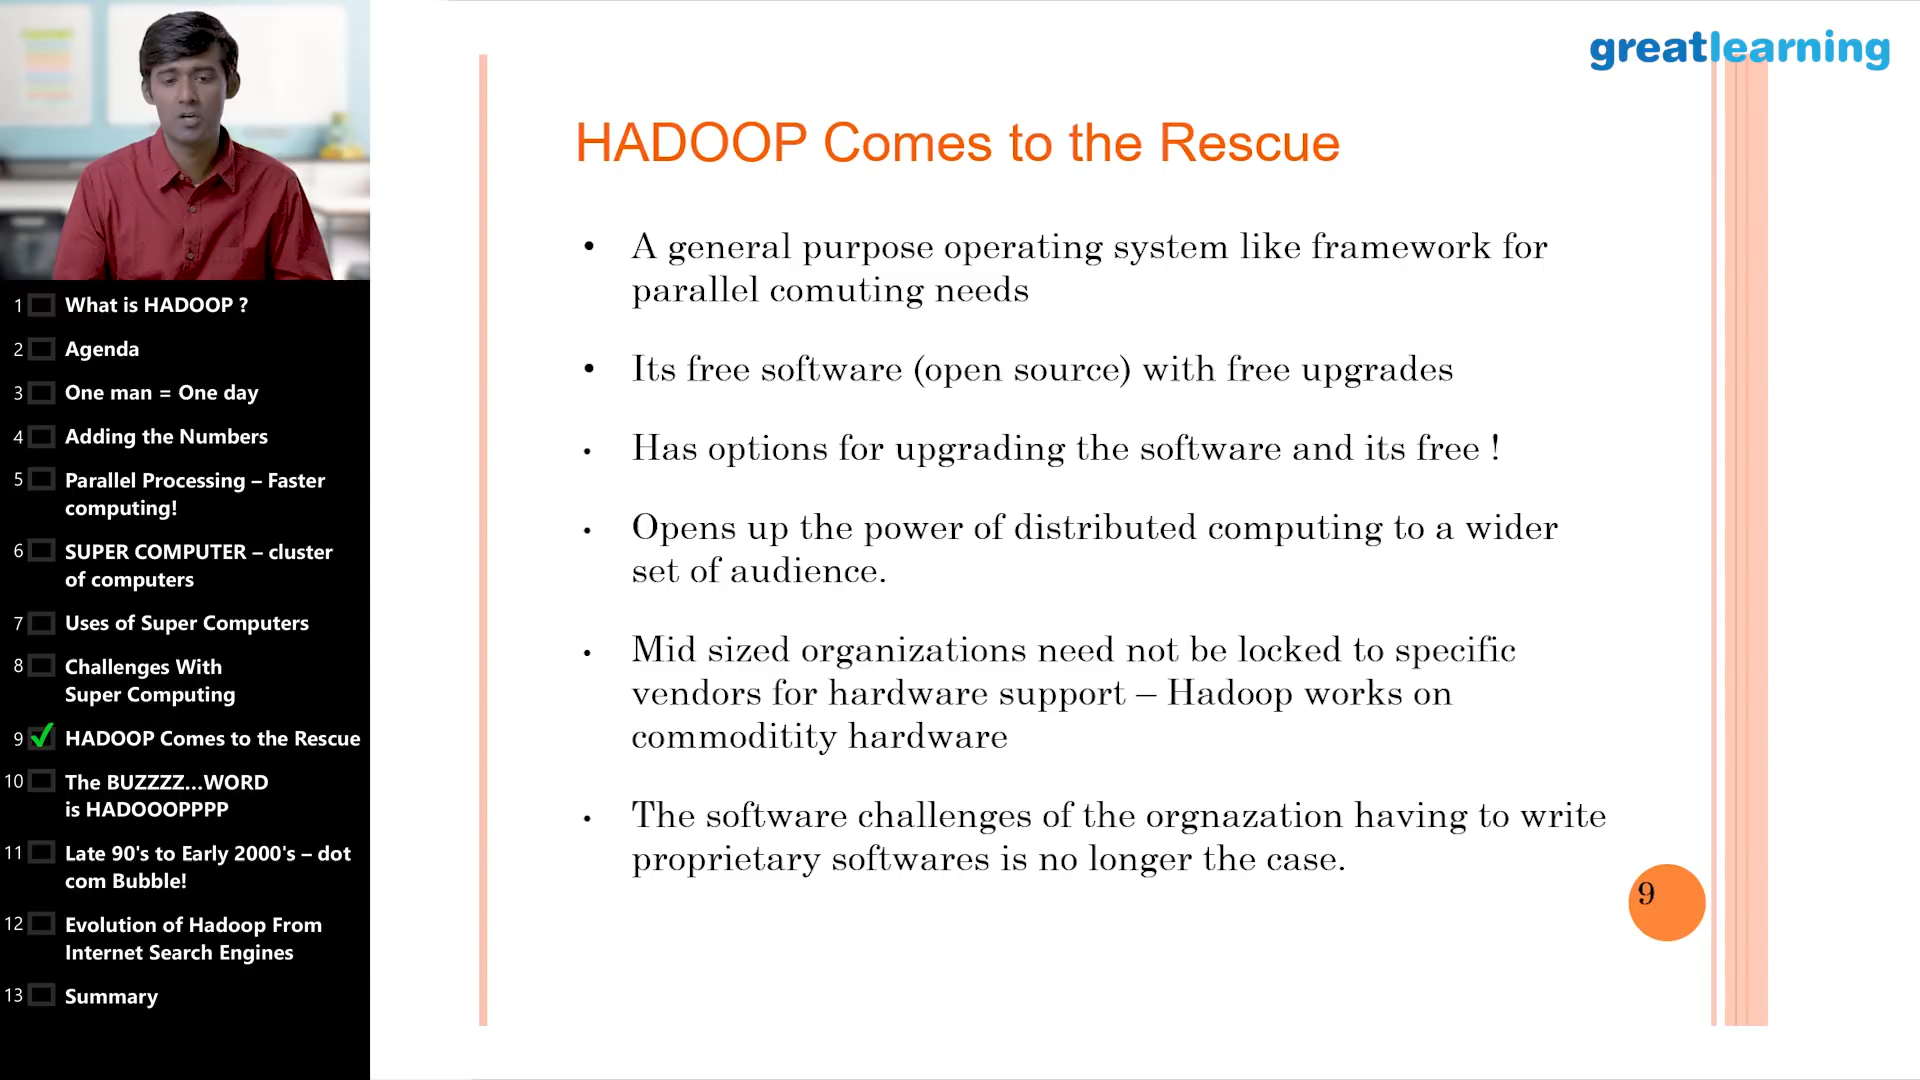 greatlearning
HADOOP Comes to the Rescue
• A general purpose operating system like framework for
parallel comuting needs
• Its free software (open source) with free upgrades
• Has options for upgrading the software and its free !
• Opens up the power of distributed computing to a wider
set of audience.
• Mid sized organizations need not be locked to specific
vendors for hardware support – Hadoop works on
commoditity hardware
• The software challenges of the orgnazation having to write
proprietary softwares is no longer the case.
9
1 What is HADOOP ?
2 Agenda
3 One man = One day
4 Adding the Numbers
5 Parallel Processing – Faster
computing!
6 SUPER COMPUTER – cluster
of computers
7 Uses of Super Computers
8 Challenges With
Super Computing
9 HADOOP Comes to the Rescue
10 The BUZZZZ...WORD
is HADOOOPPPP
11 Late 90's to Early 2000's – dot
com Bubble!
12 Evolution of Hadoop From
Internet Search Engines
13 Summary